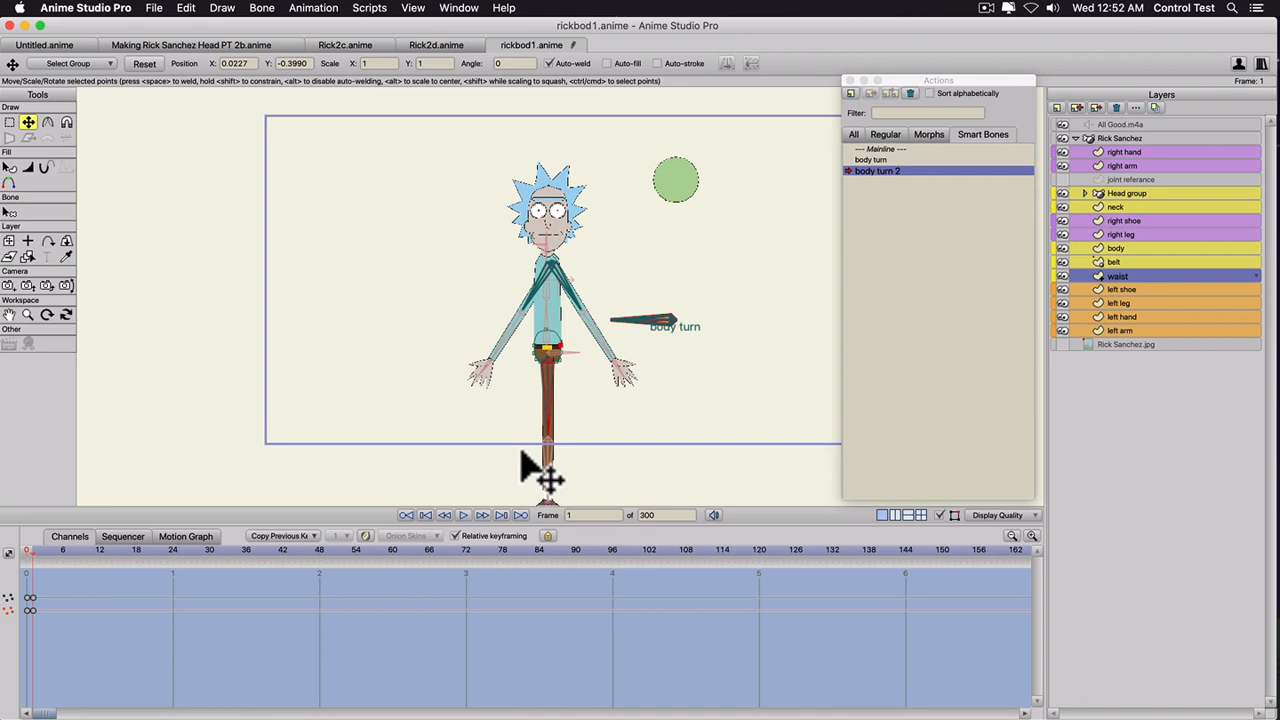 Anime Studio Pro File Edit Draw Bone Animation Scripts View Window Help Wed 12:52 AM Control Test
rickbod1.anime - Anime Studio Pro
Untitled.anime Making Rick Sanchez Head PT 2b.anime Rick2c.anime Rick2d.anime rickbod1.anime
Select Group Reset Position X: 0.0227 Y: -0.3990 Scale X: 1 Y: 1 Angle: 0 Auto-weld Auto-fill Auto-stroke
Move/Scale/Rotate selected points (press <space> to weld, hold <shift> to constrain, <alt> to disable auto-welding, <alt> to scale to center, <shift> while scaling to squash, <ctrl/cmd> to select points) Frame: 1
Tools
Draw
Fill
Bone
Layer
Camera
Workspace
Other
body turn
Actions
Sort alphabetically
Filter:
All Regular Morphs Smart Bones
--- Mainline ---
body turn
body turn 2
Layers
All Good.m4a
Rick Sanchez
right hand
right arm
joint referance
Head group
neck
right shoe
right leg
body
belt
waist
left shoe
left leg
left hand
left arm
Rick Sanchez.jpg
Frame 1 of 300 Display Quality
Channels Sequencer Motion Graph Copy Previous Ke 1 Onion Skins Relative keyframing
0 6 12 18 24 30 36 42 48 54 60 66 72 78 84 90 96 102 108 114 120 126 132 138 144 150 156 162
0 1 2 3 4 5 6